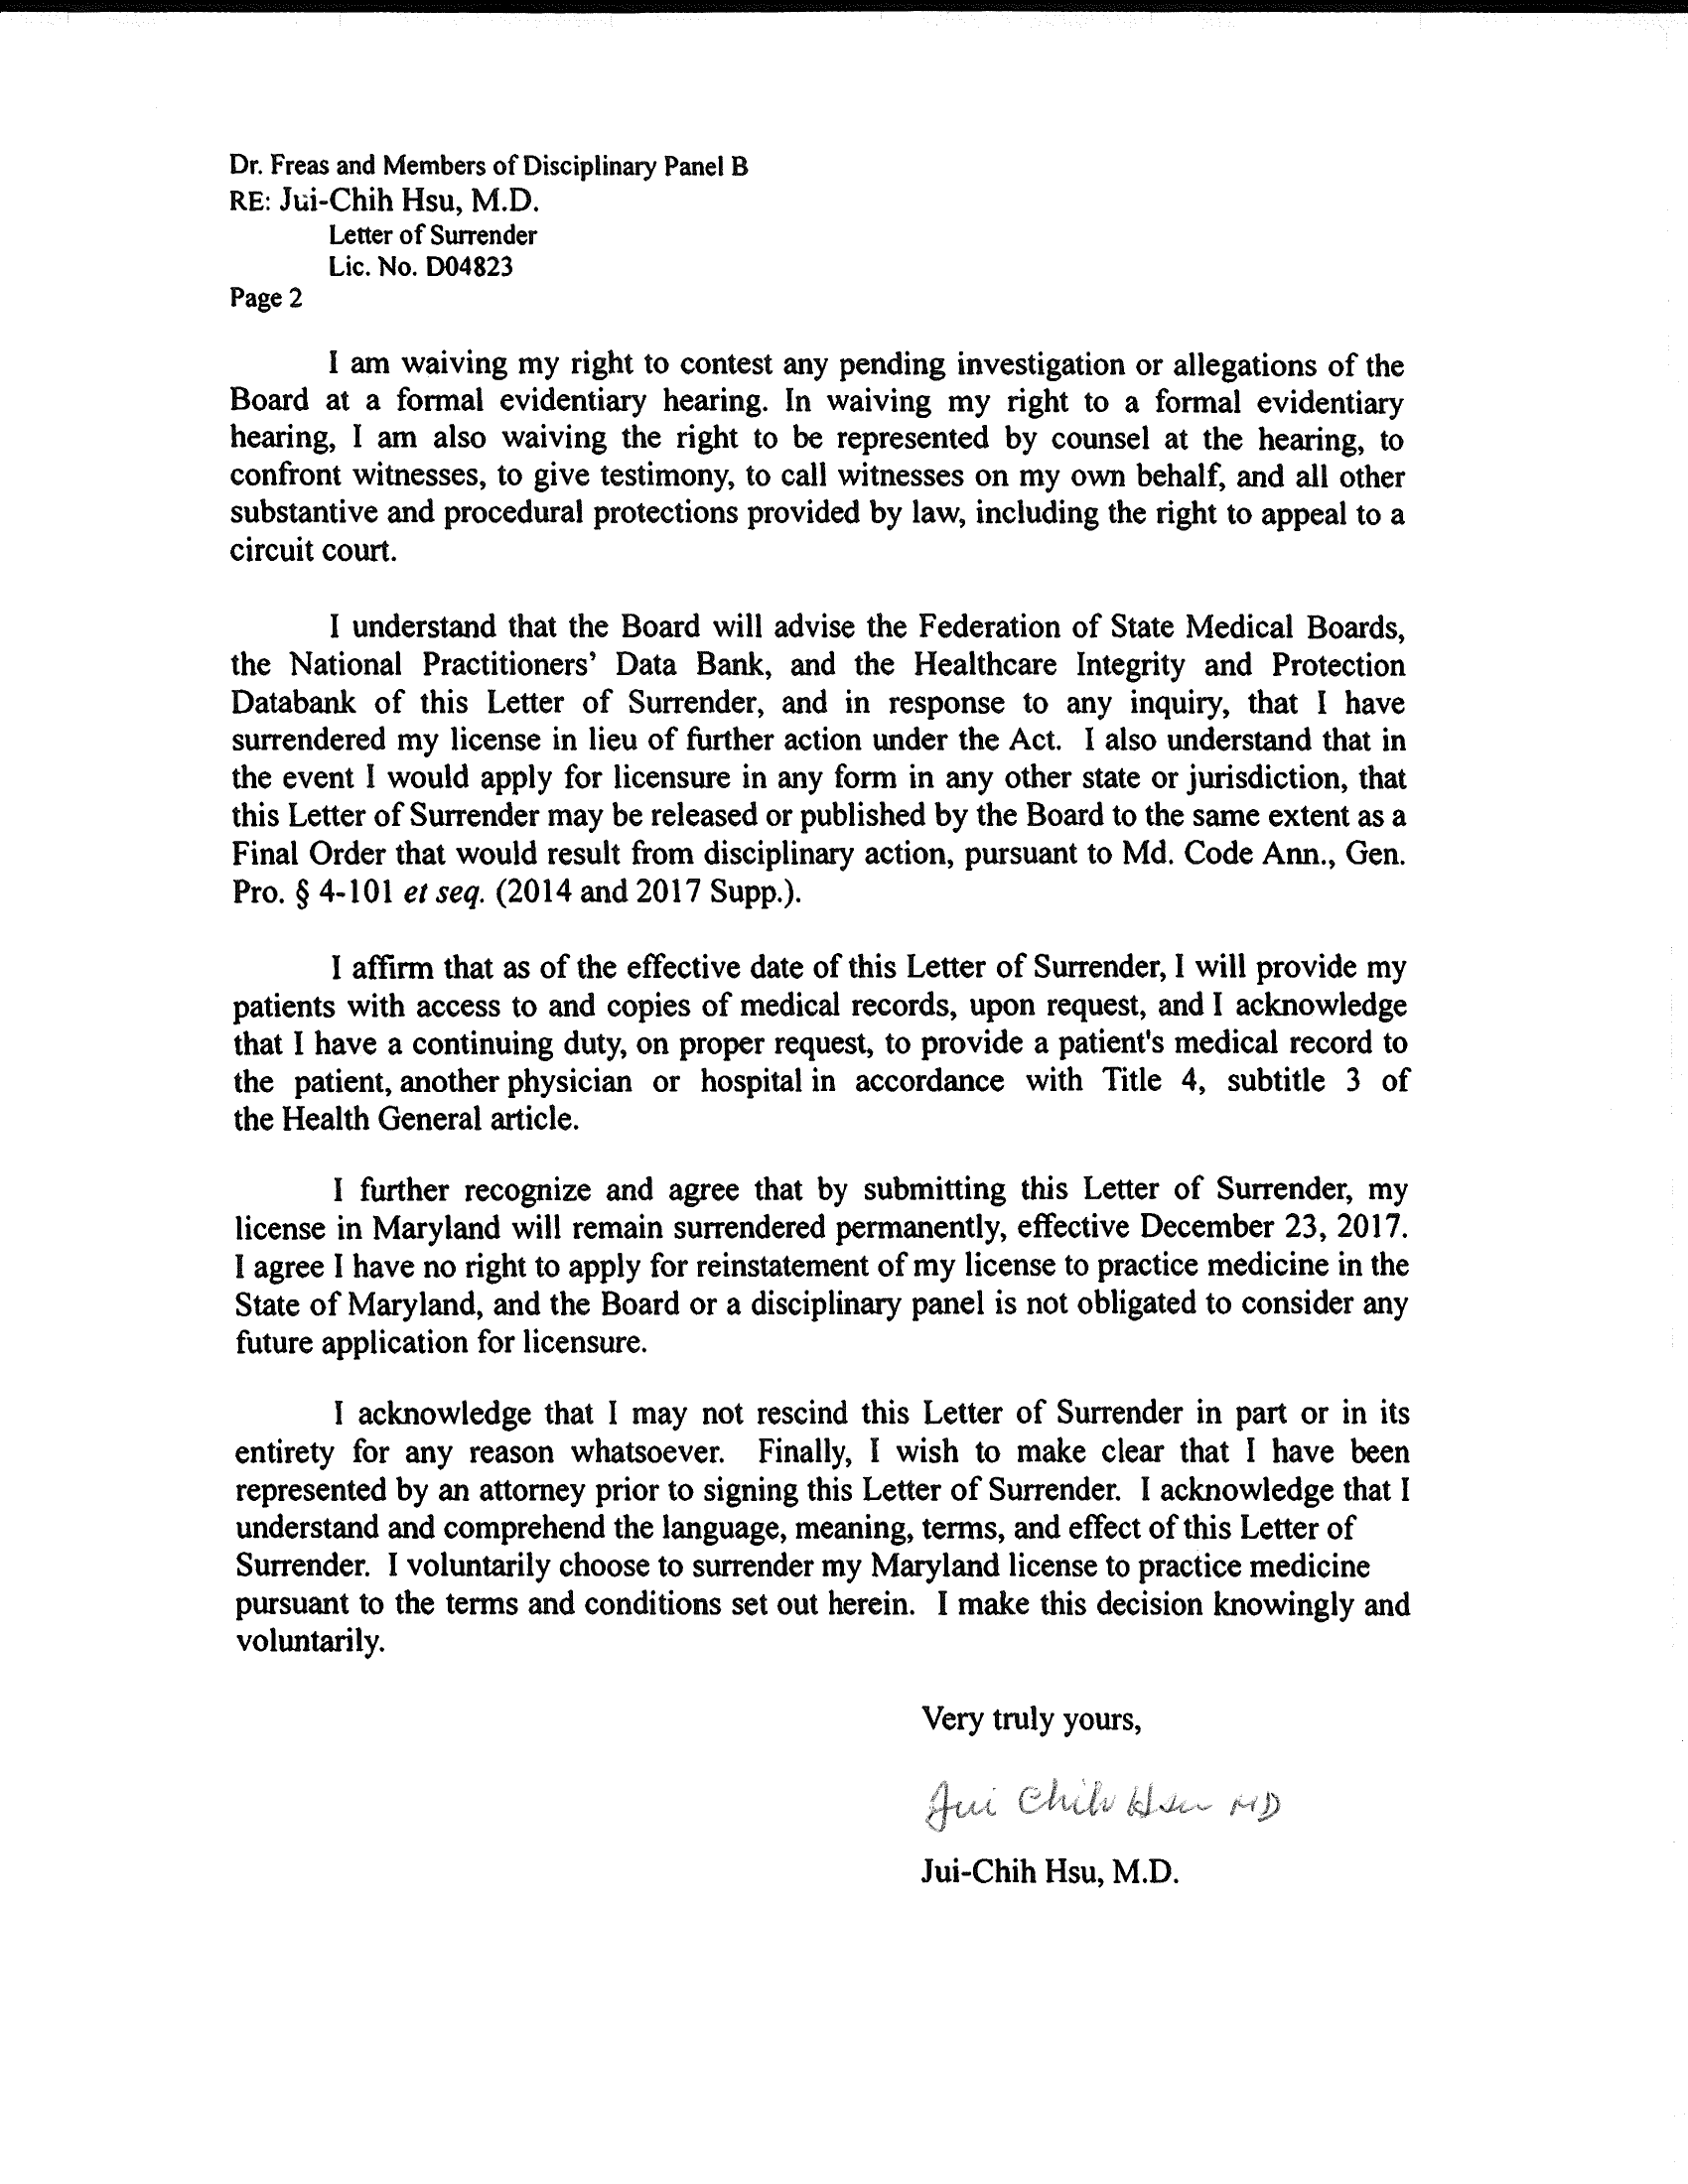 Dr. Freas and Members of Disciplinary Panel B
RE: Jui-Chih Hsu, M.D.
Letter of Surrender
Lic. No. D04823
Page 2
I am waiving my right to contest any pending investigation or allegations of the
Board at a formal evidentiary hearing. In waiving my right to a formal evidentiary
hearing, I am also waiving the right to be represented by counsel at the hearing, to
confront witnesses, to give testimony, to call witnesses on my own behalf, and all other
substantive and procedural protections provided by law, including the right to appeal to a
circuit court.
I understand that the Board will advise the Federation of State Medical Boards,
the National Practitioners' Data Bank, and the Healthcare Integrity and Protection
Databank of this Letter of Surrender, and in response to any inquiry, that I have
surrendered my license in lieu of further action under the Act. I also understand that in
the event I would apply for licensure in any form in any other state or jurisdiction, that
this Letter of Surrender may be released or published by the Board to the same extent as a
Final Order that would result from disciplinary action, pursuant to Md. Code Ann., Gen.
Pro. § 4-101 et seq. (2014 and 2017 Supp.).
I affirm that as of the effective date of this Letter of Surrender, I will provide my
patients with access to and copies of medical records, upon request, and I acknowledge
that I have a continuing duty, on proper request, to provide a patient's medical record to
the patient, another physician or hospital in accordance with Title 4, subtitle 3 of
the Health General article.
I further recognize and agree that by submitting this Letter of Surrender, my
license in Maryland will remain surrendered permanently, effective December 23, 2017.
I agree I have no right to apply for reinstatement of my license to practice medicine in the
State of Maryland, and the Board or a disciplinary panel is not obligated to consider any
future application for licensure.
I acknowledge that I may not rescind this Letter of Surrender in part or in its
entirety for any reason whatsoever. Finally, I wish to make clear that I have been
represented by an attorney prior to signing this Letter of Surrender. I acknowledge that I
understand and comprehend the language, meaning, terms, and effect of this Letter of
Surrender. I voluntarily choose to surrender my Maryland license to practice medicine
pursuant to the terms and conditions set out herein. I make this decision knowingly and
voluntarily.
Very truly yours,
Jui Chih Hsu MD
Jui-Chih Hsu, M.D.